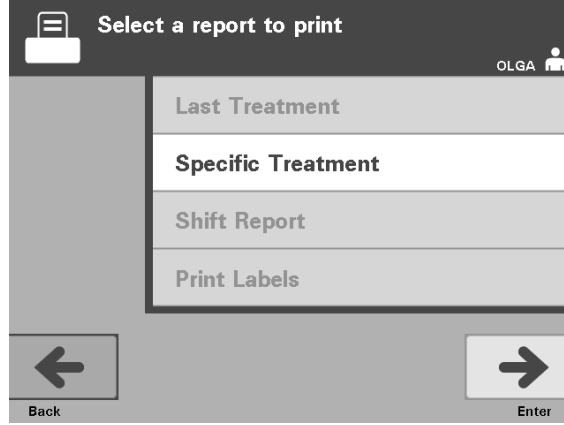 Select a report to print
OLGA
Last Treatment
Specific Treatment
Shift Report
Print Labels
Back
Enter